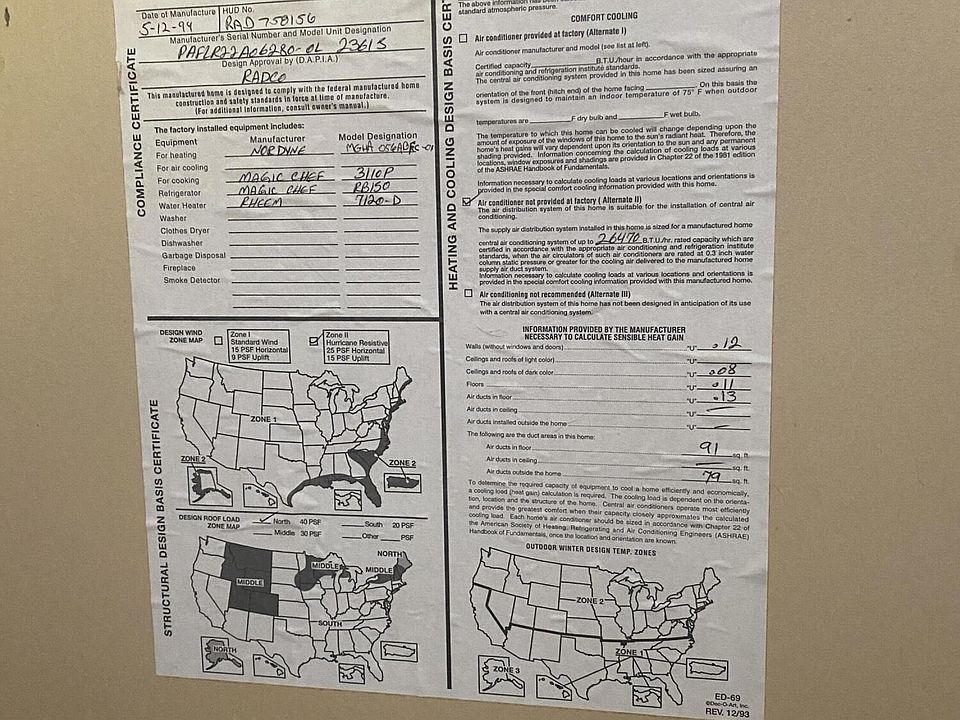 Date of Manufacture
HUD No.
5-12-94
RAD 758156
Manufacturer's Serial Number and Model Unit Designation
PAFLR22A06280-OL 2361S
Design Approval by (D.A.P.I.A.)
RADCO
This manufactured home is designed to comply with the federal manufactured home
construction and safety standards in force at time of manufacture.
(For additional information, consult owner's manual.)
The factory installed equipment includes:
Equipment Manufacturer Model Designation
For heating NORDYNE
For air cooling
For cooking MAGIC CHEF 3110P
Refrigerator MAGIC CHEF RB150
Water Heater RHEEM 7120-D
Washer
Clothes Dryer
Dishwasher
Garbage Disposal
Fireplace
Smoke Detector
COMPLIANCE CERTIFICATE
DESIGN WIND
ZONE MAP
Zone I
Standard Wind
15 PSF Horizontal
9 PSF Uplift
Zone II
Hurricane Resistive
25 PSF Horizontal
15 PSF Uplift
ZONE 1
ZONE 2
ZONE 2
DESIGN ROOF LOAD
ZONE MAP
North 40 PSF
South 20 PSF
Middle 30 PSF
Other PSF
NORTH
MIDDLE
MIDDLE
MIDDLE
SOUTH
NORTH
STRUCTURAL DESIGN BASIS CERTIFICATE
HEATING AND COOLING DESIGN BASIS CERT
The above information has been
standard atmospheric pressure.
COMFORT COOLING
Air conditioner provided at factory (Alternate I)
Air conditioner manufacturer and model (see list at left).
Certified capacity B.T.U./hour in accordance with the appropriate
air conditioning and refrigeration institute standards.
The central air conditioning system provided in this home has been sized assuring an
orientation of the front (hitch end) of the home facing . On this basis the
system is designed to maintain an indoor temperature of 75° F when outdoor
temperatures are F dry bulb and F wet bulb.
The temperature to which this home can be cooled will change depending upon the
amount of exposure of the windows of this home to the sun's radiant heat. Therefore, the
home's heat gains will vary dependent upon its orientation to the sun and any permanent
shading provided. Information concerning the calculation of cooling loads at various
locations, window exposures and shadings are provided in Chapter 22 of the 1981 edition
of the ASHRAE Handbook of Fundamentals.
Information necessary to calculate cooling loads at various locations and orientations is
provided in the special comfort cooling information provided with this home.
Air conditioner not provided at factory ( Alternate II)
The air distribution system of this home is suitable for the installation of central air
conditioning.
The supply air distribution system installed in this home is sized for a manufactured home
central air conditioning system of up to 26470 B.T.U./hr. rated capacity which are
certified in accordance with the appropriate air conditioning and refrigeration institute
standards, when the air circulators of such air conditioners are rated at 0.3 inch water
column static pressure or greater for the cooling air delivered to the manufactured home
supply air duct system.
Information necessary to calculate cooling loads at various locations and orientations is
provided in the special comfort cooling information provided with this manufactured home.
Air conditioning not recommended (Alternate III)
The air distribution system of this home has not been designed in anticipation of its use
with a central air conditioning system.
INFORMATION PROVIDED BY THE MANUFACTURER
NECESSARY TO CALCULATE SENSIBLE HEAT GAIN
Walls (without windows and doors) "U" .12
Ceilings and roofs of light color "U"
Ceilings and roofs of dark color "U" .08
Floors "U" .11
Air ducts in floor "U" .13
Air ducts in ceiling "U"
Air ducts installed outside the home "U"
The following are the duct areas in this home:
Air ducts in floor 91 sq. ft.
Air ducts in ceiling sq. ft.
Air ducts outside the home 79 sq. ft.
To determine the required capacity of equipment to cool a home efficiently and economically,
a cooling load (heat gain) calculation is required. The cooling load is dependent on the orienta-
tion, location and the structure of the home. Central air conditioners operate most efficiently
and provide the greatest comfort when their capacity closely approximates the calculated
cooling load. Each home's air conditioner should be sized in accordance with Chapter 22 of
the American Society of Heating, Refrigerating and Air Conditioning Engineers (ASHRAE)
Handbook of Fundamentals, once the location and orientation are known.
OUTDOOR WINTER DESIGN TEMP. ZONES
ZONE 2
ZONE 1
ZONE 3
ED-69
©Dec-O-Art, Inc.
REV. 12/93